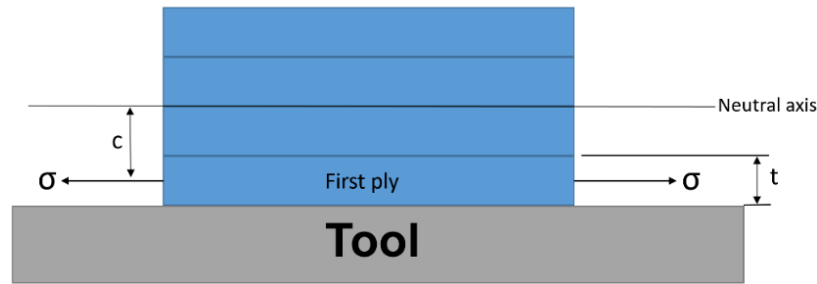 Neutral axis
c
σ
First ply
σ
t
Tool